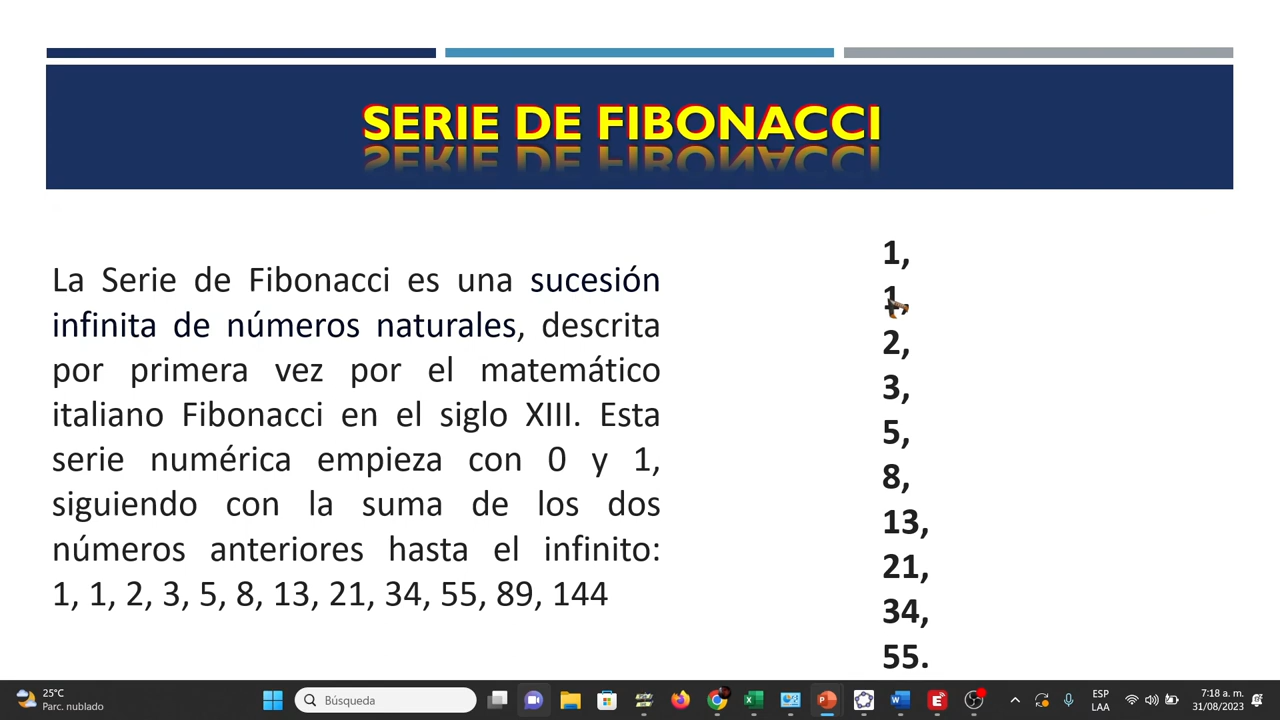 SERIE DE FIBONACCI
La Serie de Fibonacci es una sucesión
infinita de números naturales, descrita
por primera vez por el matemático
italiano Fibonacci en el siglo XIII. Esta
serie numérica empieza con 0 y 1,
siguiendo con la suma de los dos
números anteriores hasta el infinito:
1, 1, 2, 3, 5, 8, 13, 21, 34, 55, 89, 144
1,
1,
2,
3,
5,
8,
13,
21,
34,
55.
25°C
Parc. nublado
Búsqueda
ESP
LAA
7:18 a. m.
31/08/2023